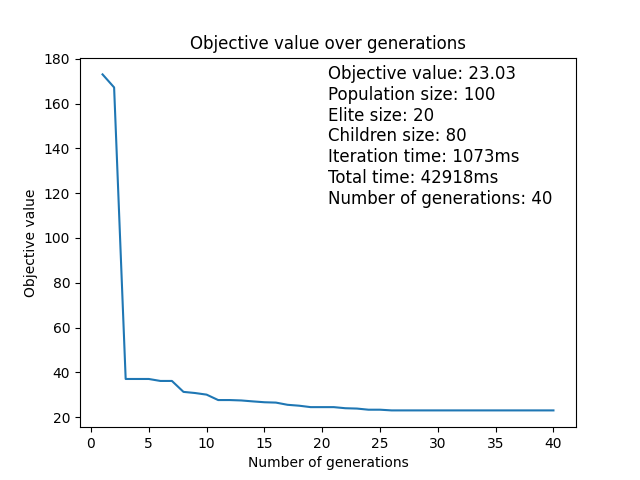 Objective value over generations
Objective value: 23.03
Population size: 100
Elite size: 20
Children size: 80
Iteration time: 1073ms
Total time: 42918ms
Number of generations: 40
Objective value
180
160
140
120
100
80
60
40
20
0 5 10 15 20 25 30 35 40
Number of generations